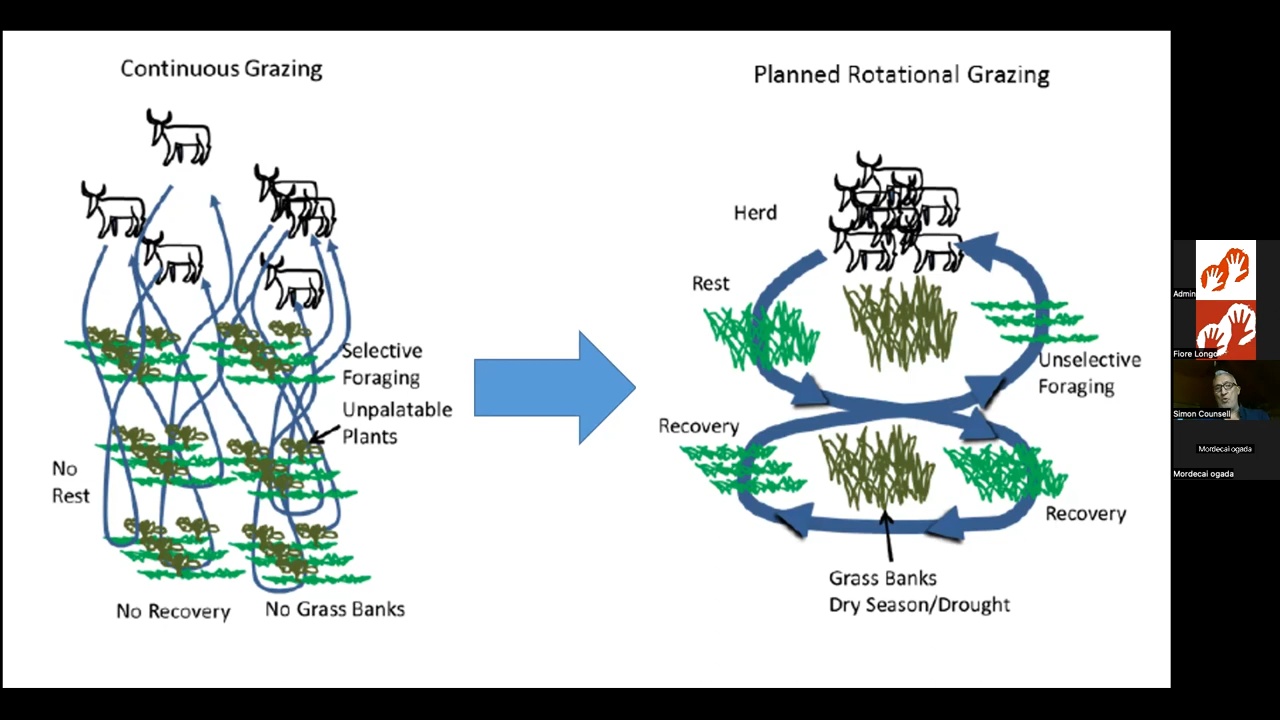 Continuous Grazing
Selective
Foraging
Unpalatable
Plants
No
Rest
No Recovery
No Grass Banks
Planned Rotational Grazing
Herd
Rest
Unselective
Foraging
Recovery
Recovery
Grass Banks
Dry Season/Drought
Admin
Fiore Longo
Simon Counsell
Mordecai ogada
Mordecai ogada